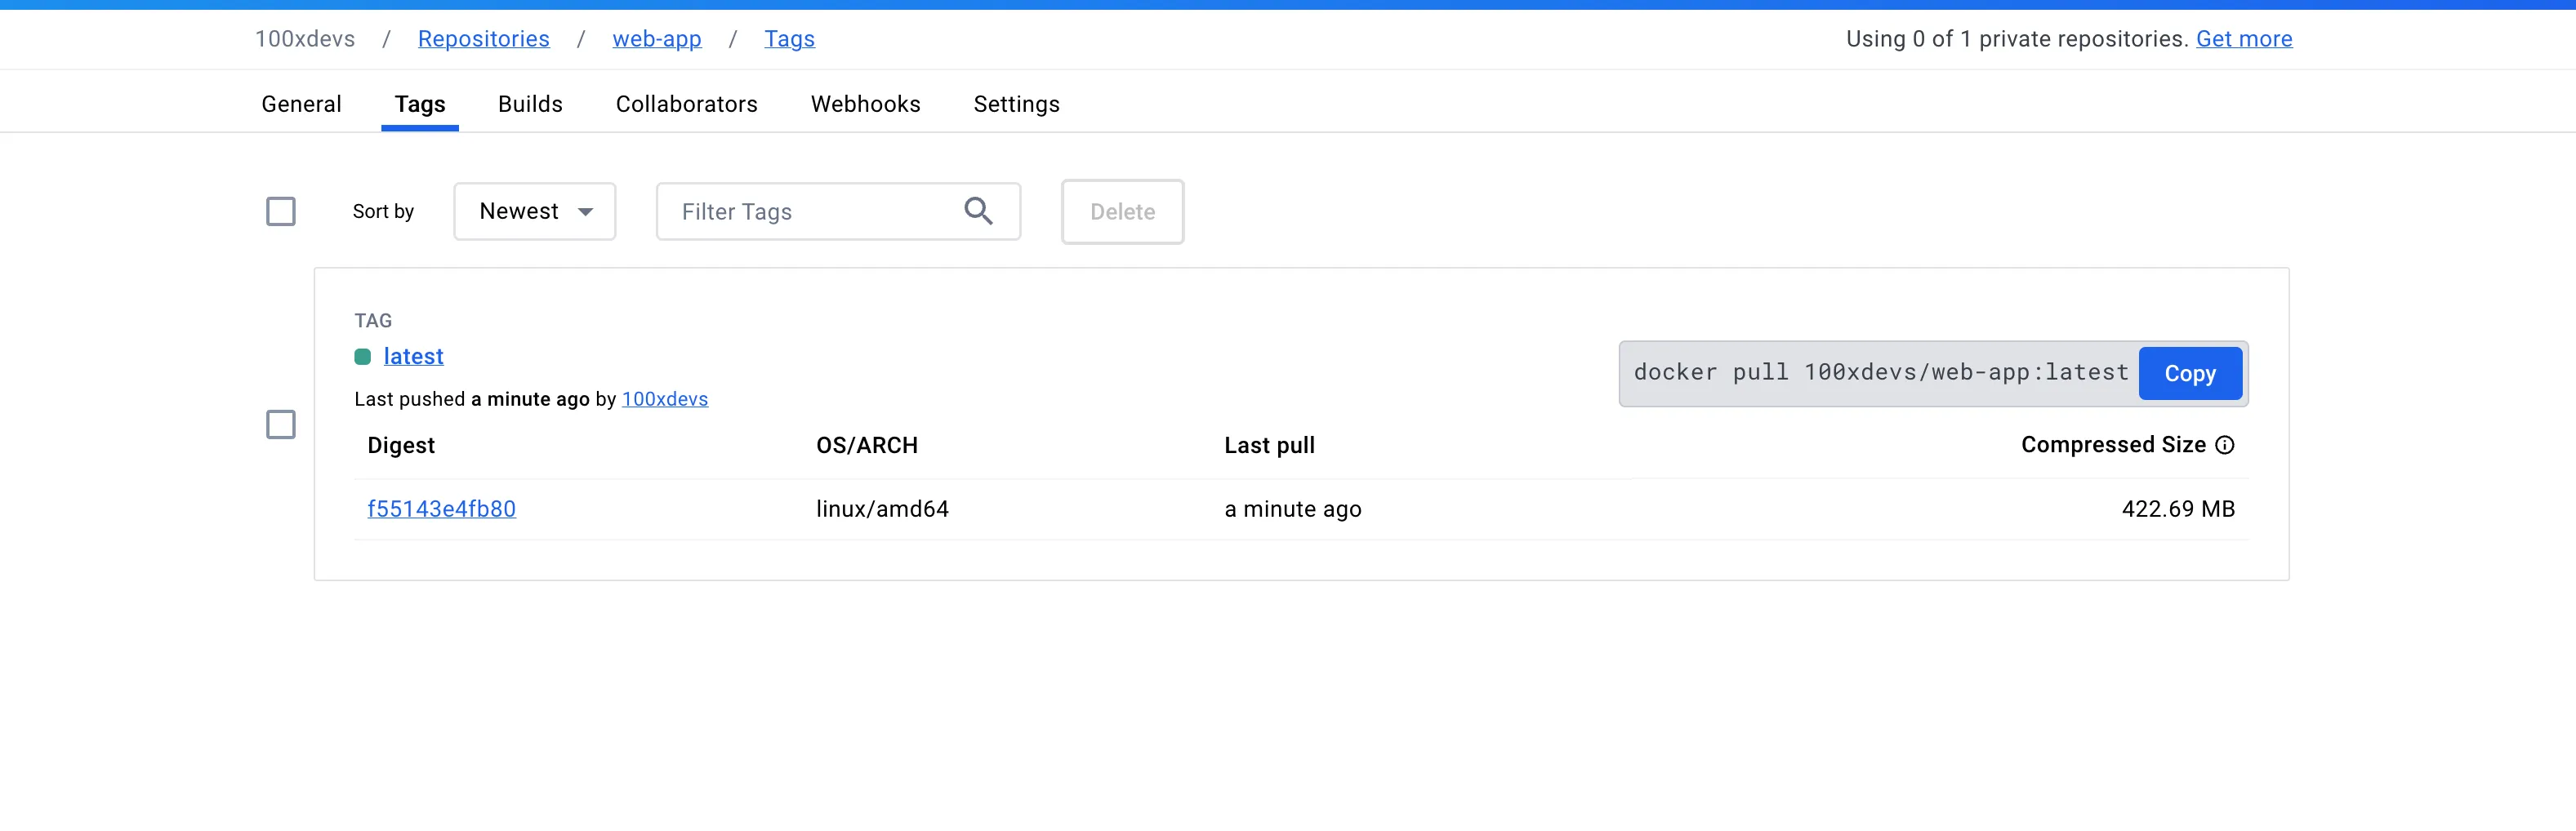 100xdevs / Repositories / web-app / Tags Using 0 of 1 private repositories. Get more
General Tags Builds Collaborators Webhooks Settings
Sort by Newest Filter Tags Delete
TAG
latest
docker pull 100xdevs/web-app:latest Copy
Last pushed a minute ago by 100xdevs
Digest OS/ARCH Last pull Compressed Size
f55143e4fb80 linux/amd64 a minute ago 422.69 MB